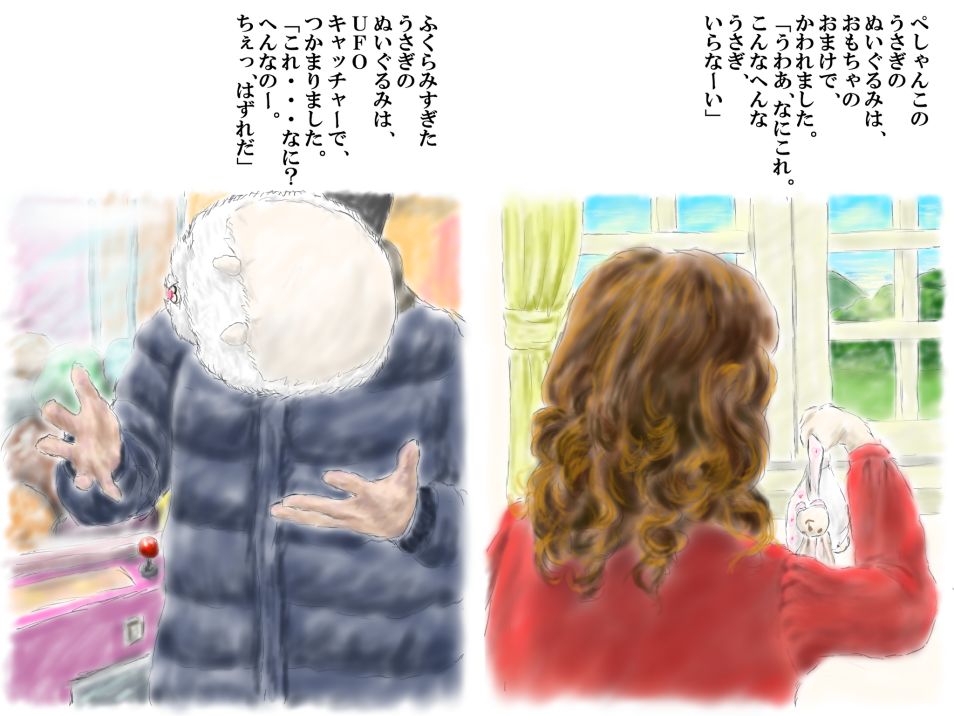 ぺしゃんこの
うさぎの
ぬいぐるみは、
おもちゃの
おまけで、
かわれました。
「うわあ、なにこれ。
こんなへんな
うさぎ、
いらなーい」
ふくらみすぎた
うさぎの
ぬいぐるみは、
UFO
キャッチャーで、
つかまりました。
「これ・・・なに?
へんなのー。
ちぇっ、はずれだ」